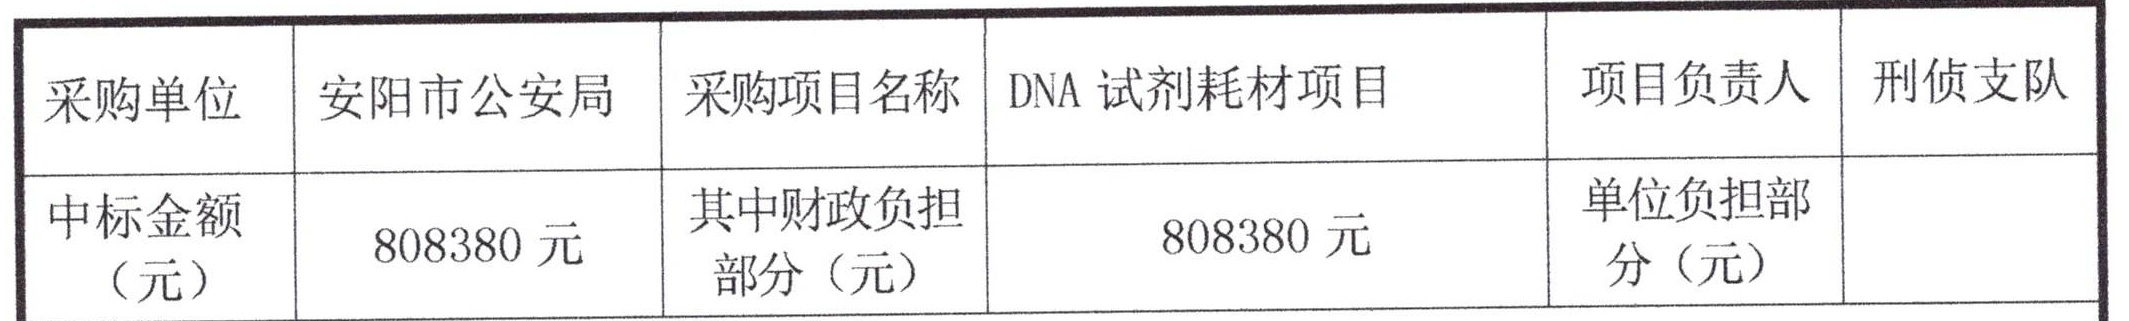 采购单位 安阳市公安局 采购项目名称 DNA 试剂耗材项目 项目负责人 刑侦支队
中标金额
（元）
808380 元
其中财政负担
部分（元）
808380 元
单位负担部
分（元）